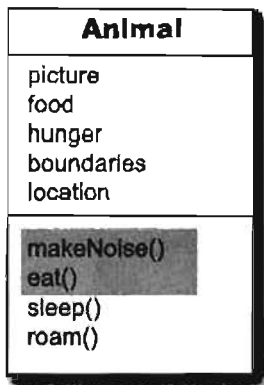 Animal
picture
food
hunger
boundaries
location
makeNoise()
eat()
sleep()
roam()